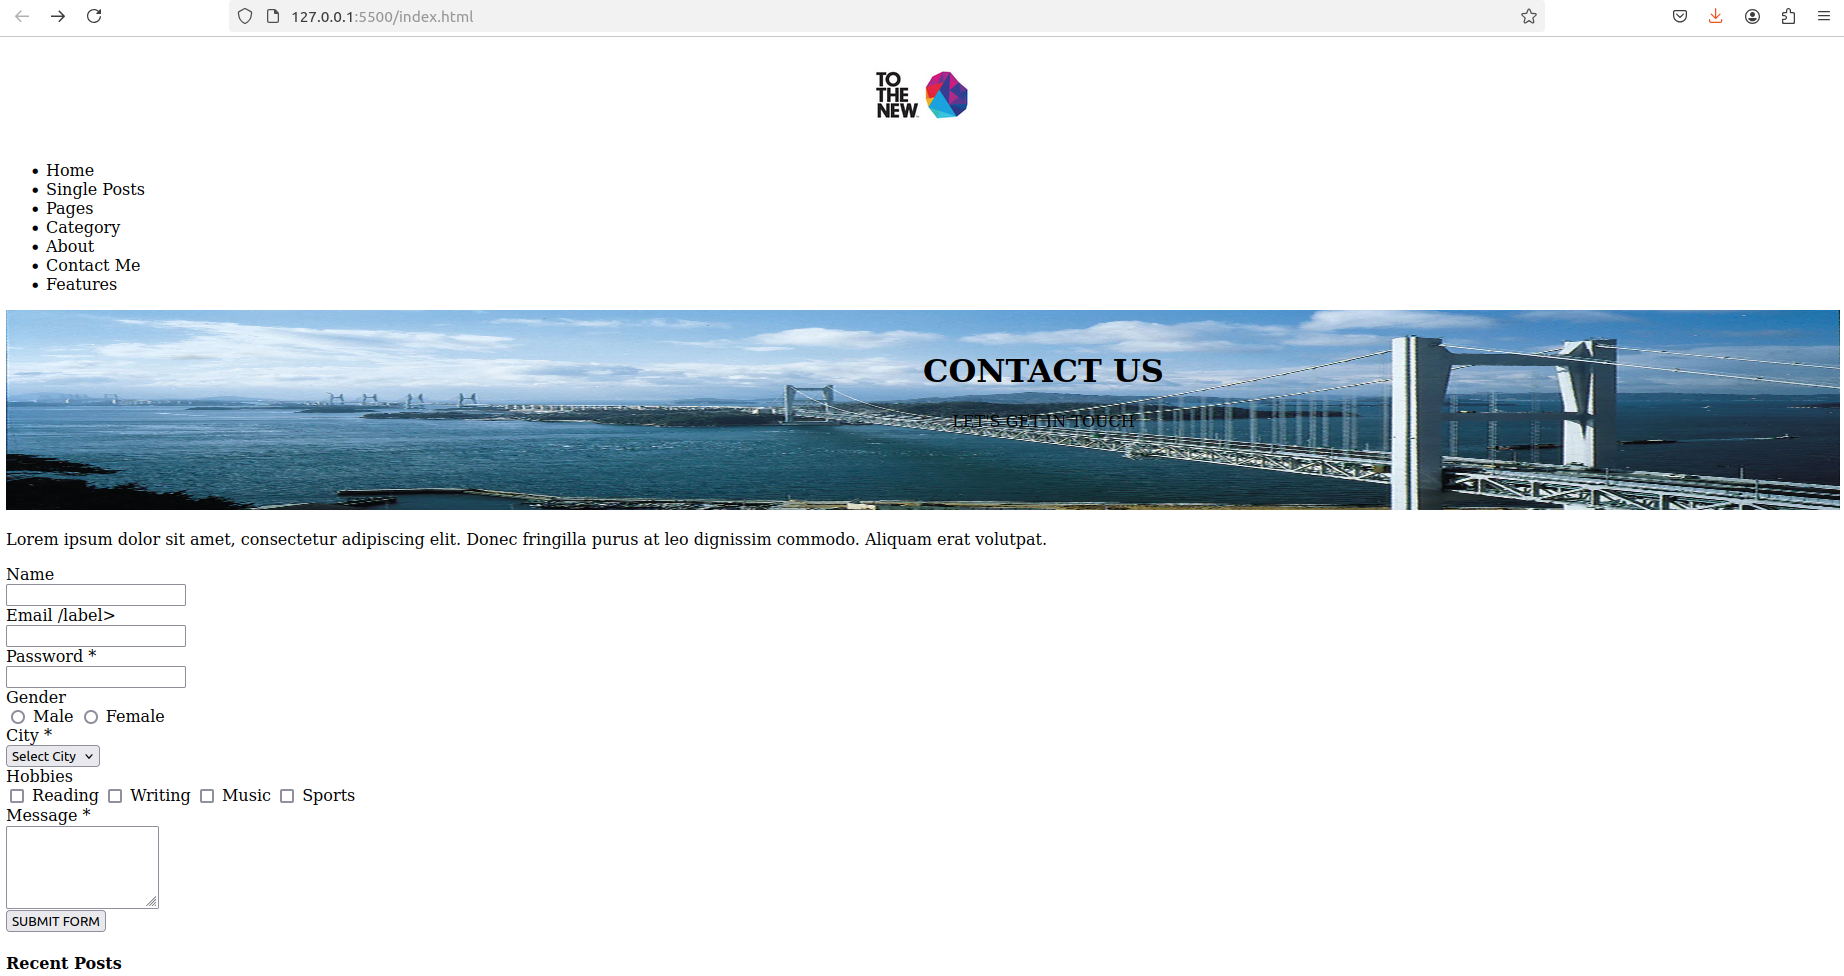 127.0.0.1:5500/index.html
TO
THE
NEW
Home
Single Posts
Pages
Category
About
Contact Me
Features
CONTACT US
LET'S GET IN TOUCH
Lorem ipsum dolor sit amet, consectetur adipiscing elit. Donec fringilla purus at leo dignissim commodo. Aliquam erat volutpat.
Name
Email /label>
Password *
Gender
Male Female
City *
Select City
Hobbies
Reading Writing Music Sports
Message *
SUBMIT FORM
Recent Posts